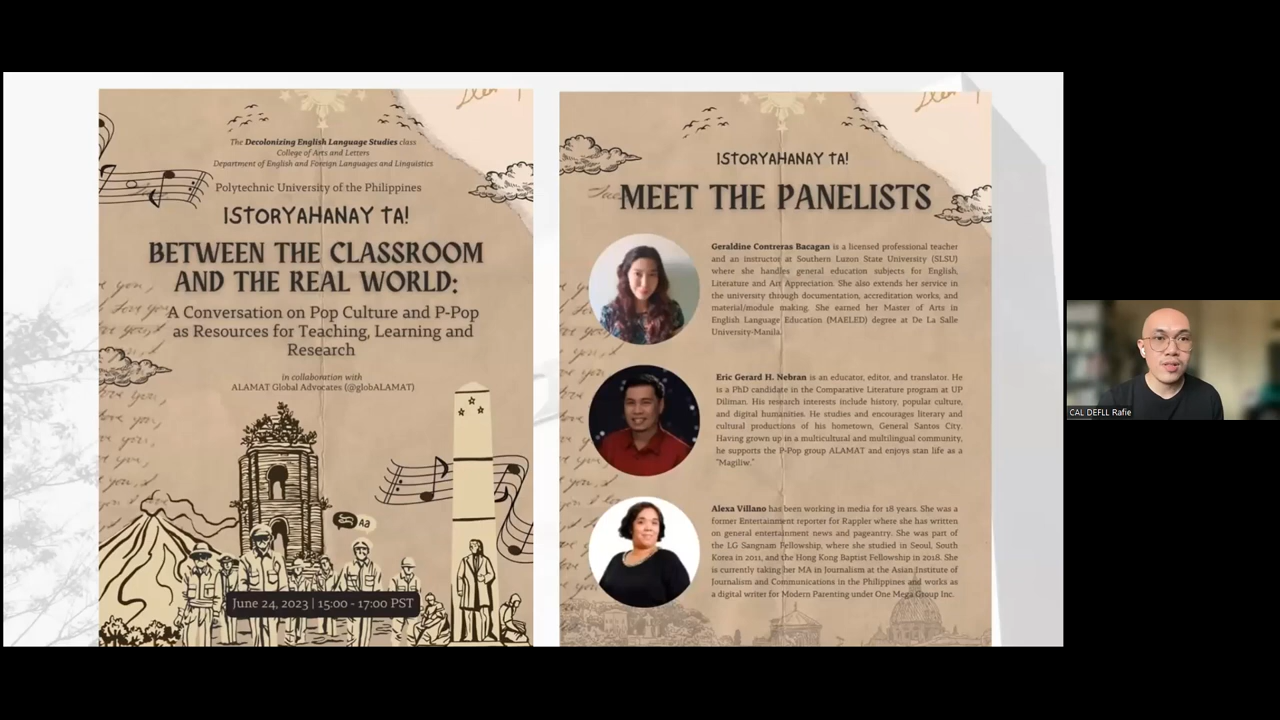 The Decolonizing English Language Studies class
College of Arts and Letters
Department of English and Foreign Languages and Linguistics
Polytechnic University of the Philippines
ISTORYAHANAY TA!
BETWEEN THE CLASSROOM
AND THE REAL WORLD:
A Conversation on Pop Culture and P-Pop
as Resources for Teaching, Learning and
Research
in collaboration with
ALAMAT Global Advocates (@globALAMAT)
Aa
June 24, 2023 | 15:00 - 17:00 PST
ISTORYAHANAY TA!
MEET THE PANELISTS
Geraldine Contreras Bacagan is a licensed professional teacher
and an instructor at Southern Luzon State University (SLSU)
where she handles general education subjects for English,
Literature and Art Appreciation. She also extends her service in
the university through documentation, accreditation works, and
material/module making. She earned her Master of Arts in
English Language Education (MAELED) degree at De La Salle
University-Manila.
Eric Gerard H. Nebran is an educator, editor, and translator. He
is a PhD candidate in the Comparative Literature program at UP
Diliman. His research interests include history, popular culture,
and digital humanities. He studies and encourages literary and
cultural productions of his hometown, General Santos City.
Having grown up in a multicultural and multilingual community,
he supports the P-Pop group ALAMAT and enjoys stan life as a
"Magiliw."
Alexa Villano has been working in media for 18 years. She was a
former Entertainment reporter for Rappler where she has written
on general entertainment news and pageantry. She was part of
the LG Sangnam Fellowship, where she studied in Seoul, South
Korea in 2011, and the Hong Kong Baptist Fellowship in 2018. She
is currently taking her MA in Journalism at the Asian Institute of
Journalism and Communications in the Philippines and works as
a digital writer for Modern Parenting under One Mega Group Inc.
CAL DEFLL Rafie